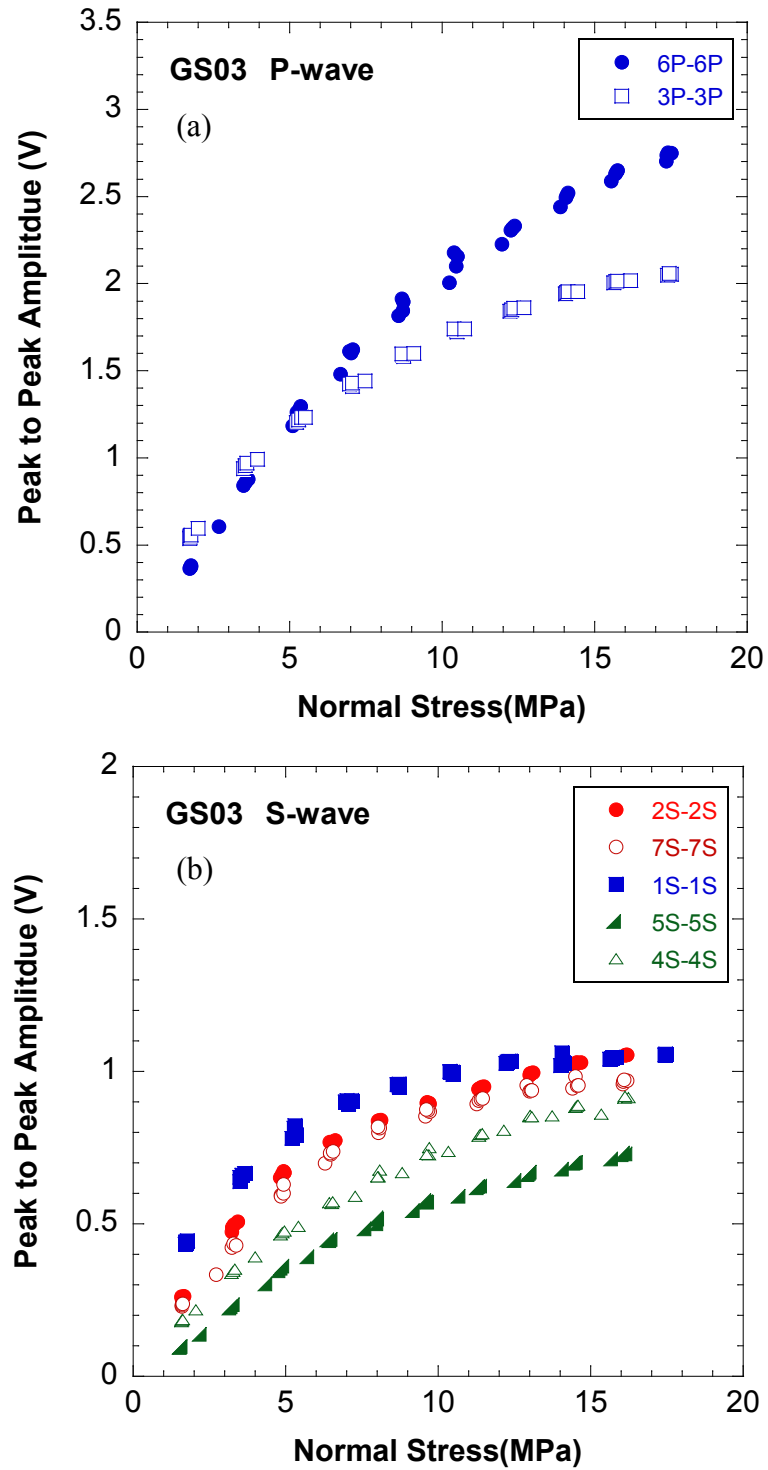 3.5
3
2.5
2
1.5
1
0.5
0
GS03 P-wave
(a)
6P-6P
3P-3P
Peak to Peak Amplitdue (V)
0 5 10 15 20
Normal Stress(MPa)
2
1.5
1
0.5
0
GS03 S-wave
(b)
2S-2S
7S-7S
1S-1S
5S-5S
4S-4S
Peak to Peak Amplitdue (V)
0 5 10 15 20
Normal Stress(MPa)